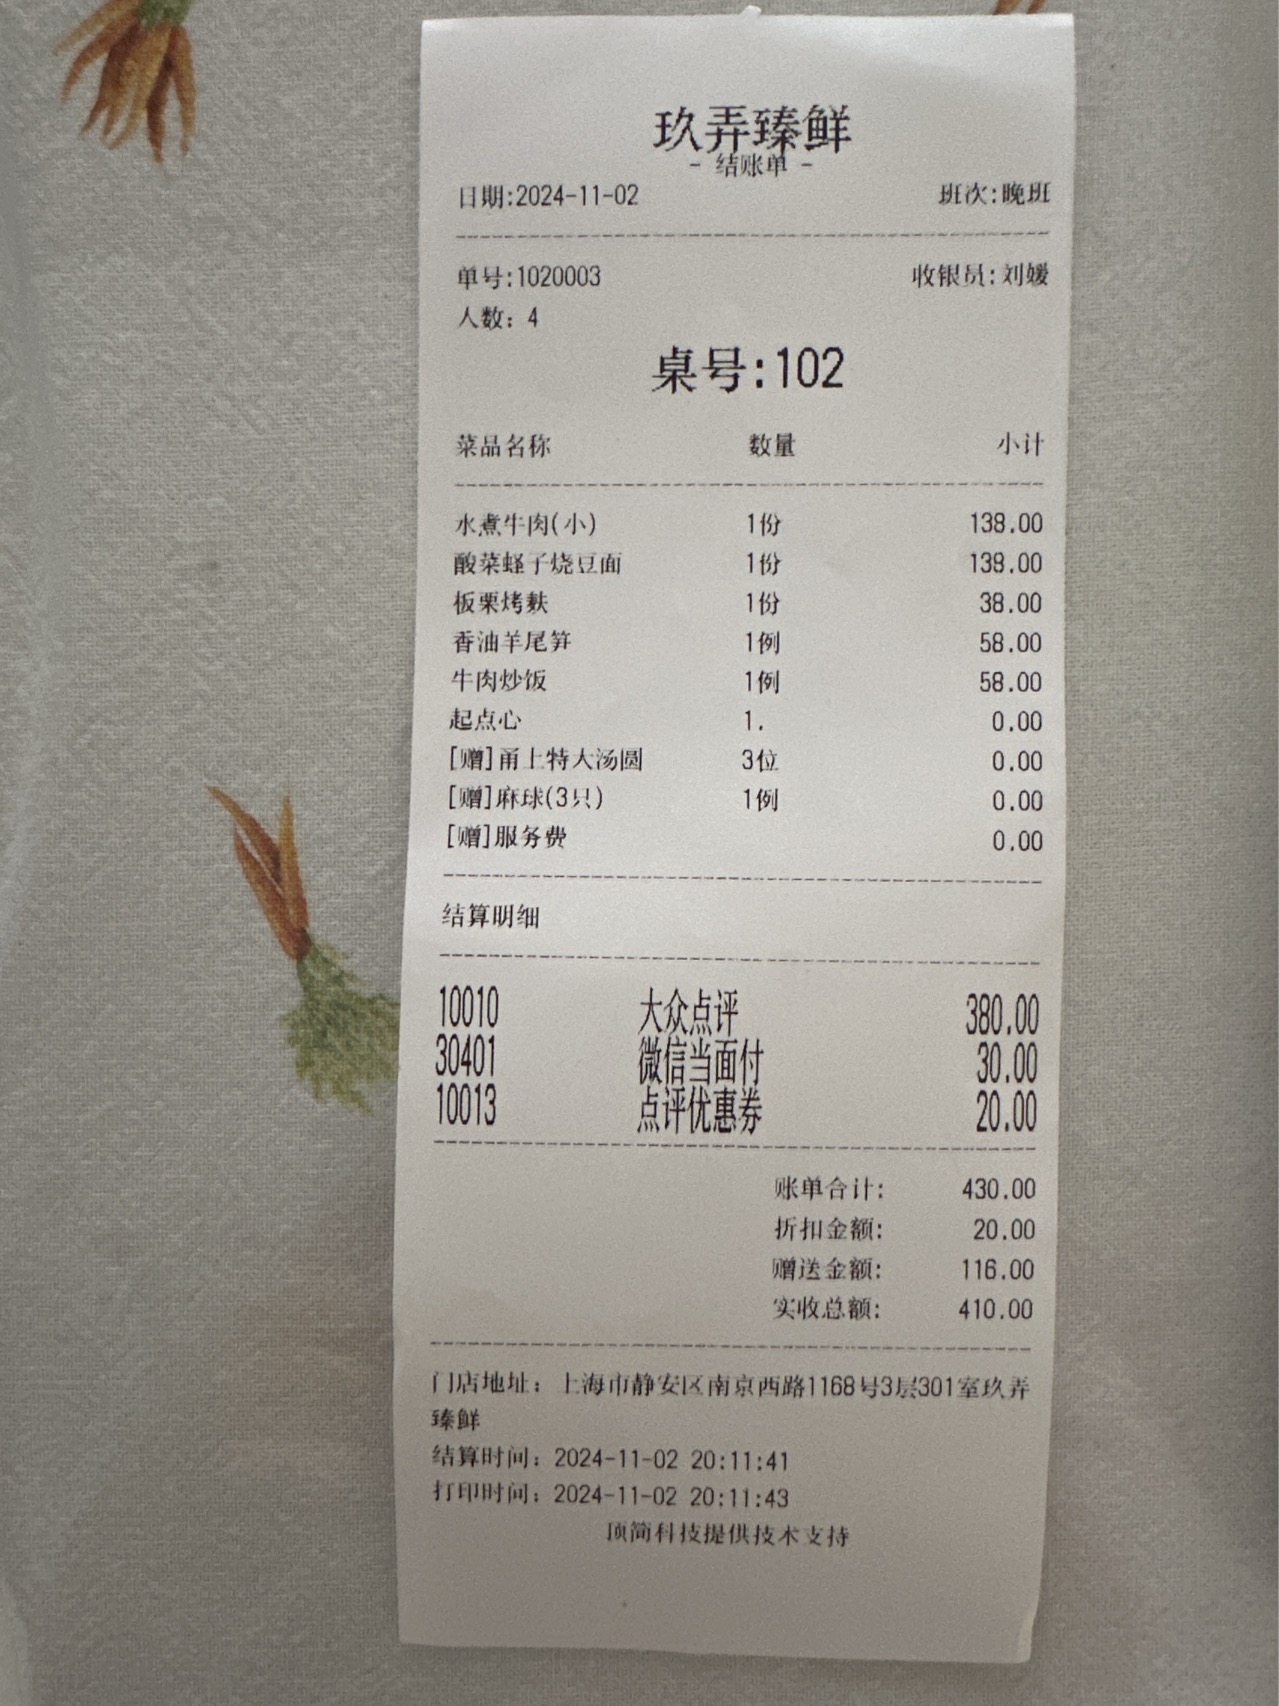 玖弄臻鲜
- 结账单 -
日期:2024-11-02 班次:晚班
单号:1020003 收银员:刘媛
人数: 4
桌号:102
菜品名称 数量 小计
水煮牛肉(小) 1份 138.00
酸菜蛏子烧豆面 1份 138.00
板栗烤麸 1份 38.00
香油羊尾笋 1例 58.00
牛肉炒饭 1例 58.00
起点心 1. 0.00
[赠]甬上特大汤圆 3位 0.00
[赠]麻球(3只) 1例 0.00
[赠]服务费 0.00
结算明细
10010 大众点评 380.00
30401 微信当面付 30.00
10013 点评优惠券 20.00
账单合计: 430.00
折扣金额: 20.00
赠送金额: 116.00
实收总额: 410.00
门店地址: 上海市静安区南京西路1168号3层301室玖弄
臻鲜
结算时间: 2024-11-02 20:11:41
打印时间: 2024-11-02 20:11:43
顶简科技提供技术支持